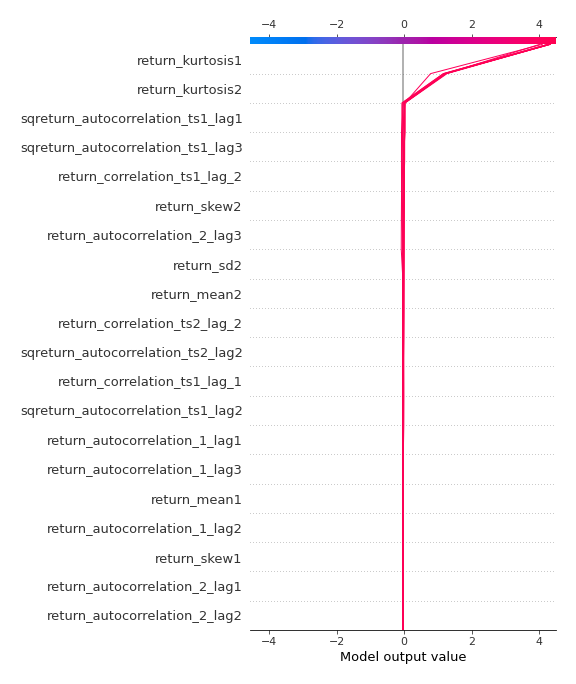 −4 −2 0 2 4
return_kurtosis1
return_kurtosis2
sqreturn_autocorrelation_ts1_lag1
sqreturn_autocorrelation_ts1_lag3
return_correlation_ts1_lag_2
return_skew2
return_autocorrelation_2_lag3
return_sd2
return_mean2
return_correlation_ts2_lag_2
sqreturn_autocorrelation_ts2_lag2
return_correlation_ts1_lag_1
sqreturn_autocorrelation_ts1_lag2
return_autocorrelation_1_lag1
return_autocorrelation_1_lag3
return_mean1
return_autocorrelation_1_lag2
return_skew1
return_autocorrelation_2_lag1
return_autocorrelation_2_lag2
−4 −2 0 2 4
Model output value